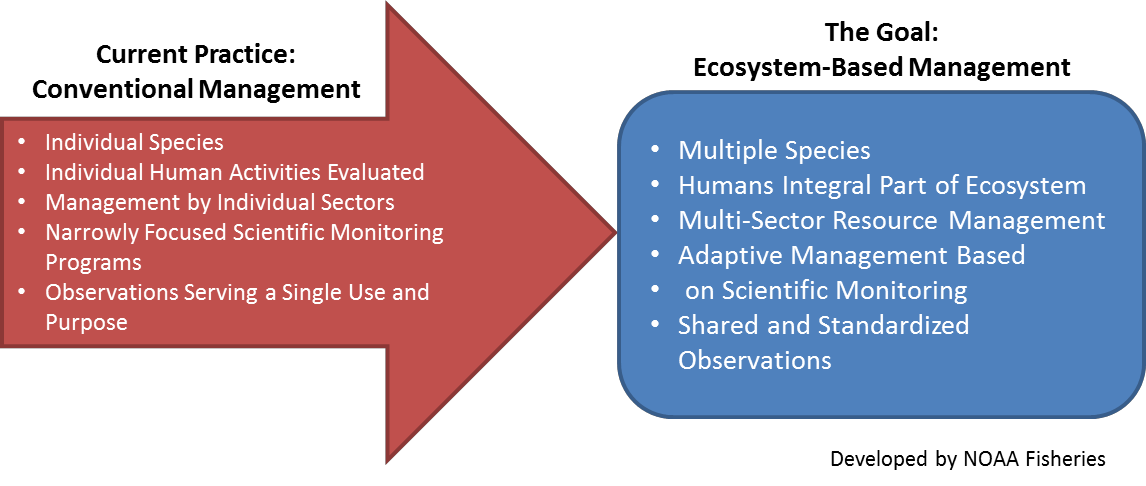 Current Practice:
Conventional Management
• Individual Species
• Individual Human Activities Evaluated
• Management by Individual Sectors
• Narrowly Focused Scientific Monitoring
Programs
• Observations Serving a Single Use and
Purpose
The Goal:
Ecosystem-Based Management
• Multiple Species
• Humans Integral Part of Ecosystem
• Multi-Sector Resource Management
• Adaptive Management Based
• on Scientific Monitoring
• Shared and Standardized
Observations
Developed by NOAA Fisheries